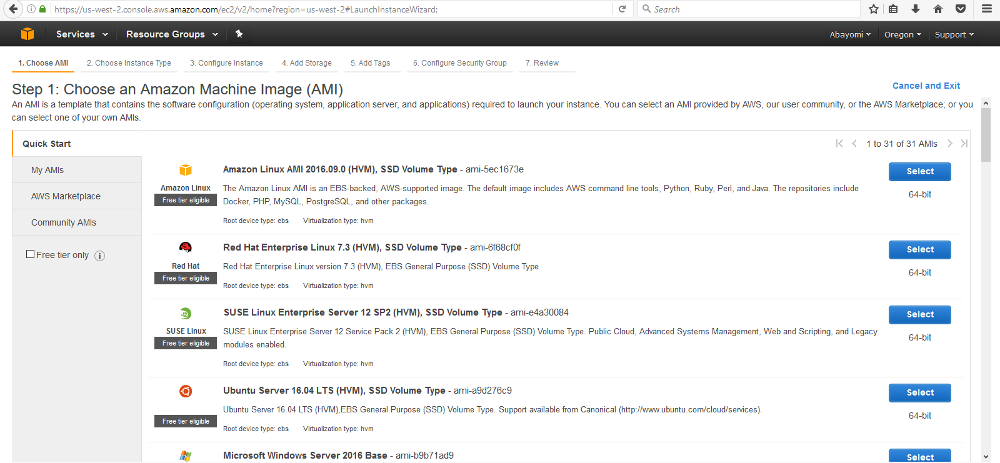 https://us-west-2.console.aws.amazon.com/ec2/v2/home?region=us-west-2#LaunchInstanceWizard:
Search
Services
Resource Groups
Abayomi
Oregon
Support
1. Choose AMI
2. Choose Instance Type
3. Configure Instance
4. Add Storage
5. Add Tags
6. Configure Security Group
7. Review
Step 1: Choose an Amazon Machine Image (AMI)
Cancel and Exit
An AMI is a template that contains the software configuration (operating system, application server, and applications) required to launch your instance. You can select an AMI provided by AWS, our user community, or the AWS Marketplace; or you
can select one of your own AMIs.
Quick Start
1 to 31 of 31 AMIs
My AMIs
AWS Marketplace
Community AMIs
Free tier only
Amazon Linux
Free tier eligible
Amazon Linux AMI 2016.09.0 (HVM), SSD Volume Type - ami-5ec1673e
The Amazon Linux AMI is an EBS-backed, AWS-supported image. The default image includes AWS command line tools, Python, Ruby, Perl, and Java. The repositories include
Docker, PHP, MySQL, PostgreSQL, and other packages.
Root device type: ebs Virtualization type: hvm
Select
64-bit
Red Hat
Free tier eligible
Red Hat Enterprise Linux 7.3 (HVM), SSD Volume Type - ami-6f68cf0f
Red Hat Enterprise Linux version 7.3 (HVM), EBS General Purpose (SSD) Volume Type
Root device type: ebs Virtualization type: hvm
Select
64-bit
SUSE Linux
Free tier eligible
SUSE Linux Enterprise Server 12 SP2 (HVM), SSD Volume Type - ami-e4a30084
SUSE Linux Enterprise Server 12 Service Pack 2 (HVM), EBS General Purpose (SSD) Volume Type. Public Cloud, Advanced Systems Management, Web and Scripting, and Legacy
modules enabled.
Root device type: ebs Virtualization type: hvm
Select
64-bit
Free tier eligible
Ubuntu Server 16.04 LTS (HVM), SSD Volume Type - ami-a9d276c9
Ubuntu Server 16.04 LTS (HVM),EBS General Purpose (SSD) Volume Type. Support available from Canonical (http://www.ubuntu.com/cloud/services).
Root device type: ebs Virtualization type: hvm
Select
64-bit
Microsoft Windows Server 2016 Base - ami-b9b71ad9
Select